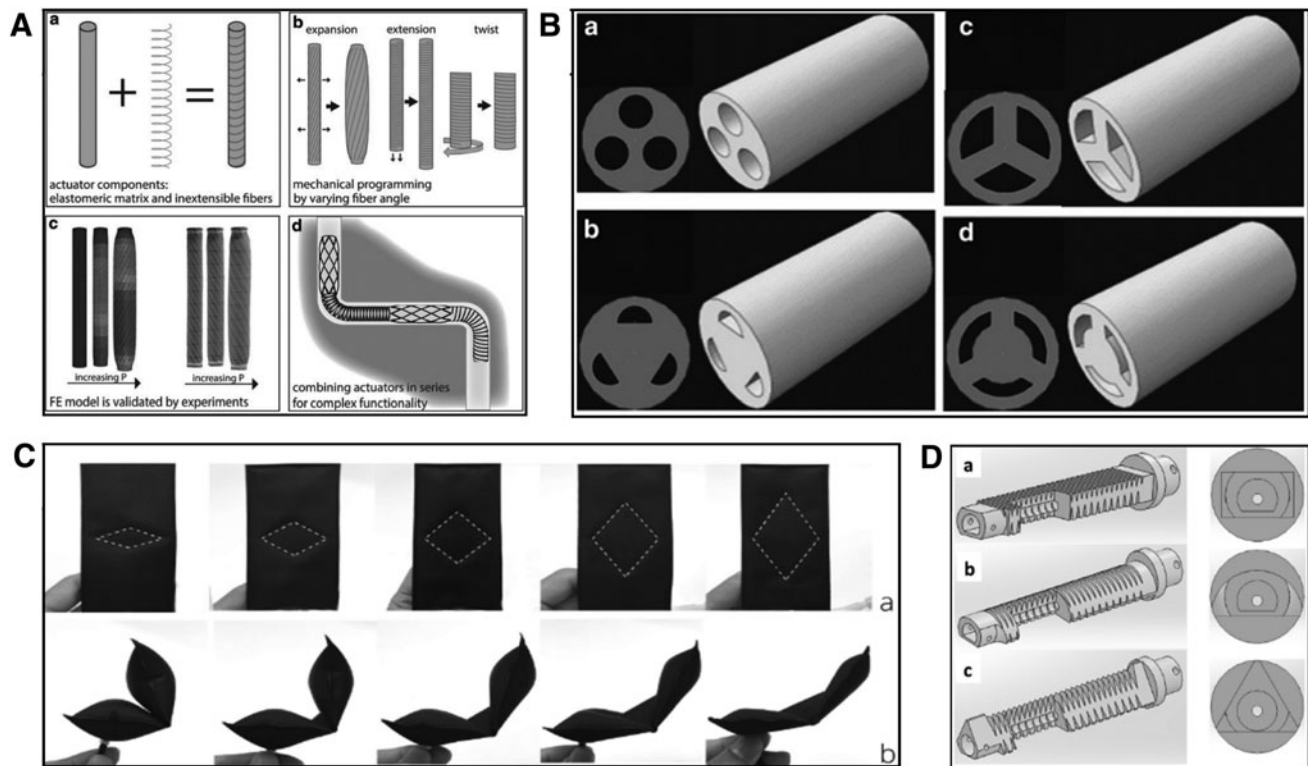 A
a
+
=
actuator components:
elastomeric matrix and inextensible fibers
b
expansion
extension
twist
mechanical programming
by varying fiber angle
c
increasing P
increasing P
FE model is validated by experiments
d
combining actuators in series
for complex functionality
B
a
b
c
d
C
a
b
D
a
b
c